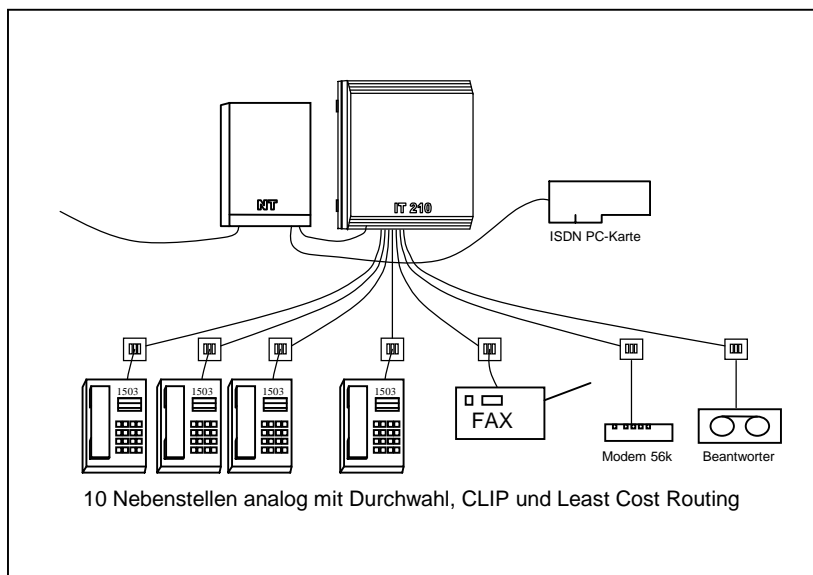 NT
IT 210
ISDN PC-Karte
1503
1503
1503
1503
FAX
Modem 56k
Beantworter
10 Nebenstellen analog mit Durchwahl, CLIP und Least Cost Routing